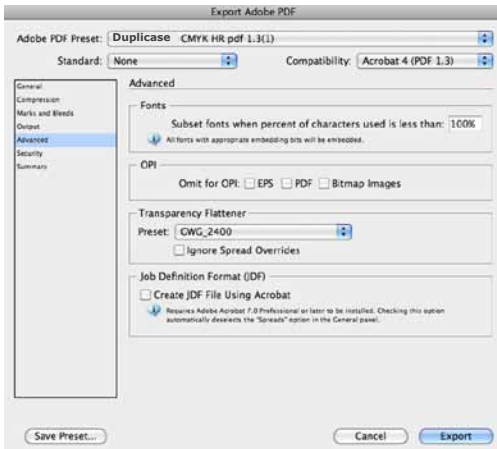 Export Adobe PDF
Adobe PDF Preset: Duplicase CMYK HR pdf 1.3(1)
Standard: None Compatibility: Acrobat 4 (PDF 1.3)
General
Compression
Marks and Bleeds
Output
Advanced
Security
Summary
Advanced
Fonts
Subset fonts when percent of characters used is less than: 100%
All fonts with appropriate embedding bits will be embedded.
OPI
Omit for OPI: EPS PDF Bitmap Images
Transparency Flattener
Preset: GWG_2400
Ignore Spread Overrides
Job Definition Format (JDF)
Create JDF File Using Acrobat
Requires Adobe Acrobat 7.0 Professional or later to be installed. Checking this option
automatically deselects the "Spreads" option in the General panel.
Save Preset... Cancel Export